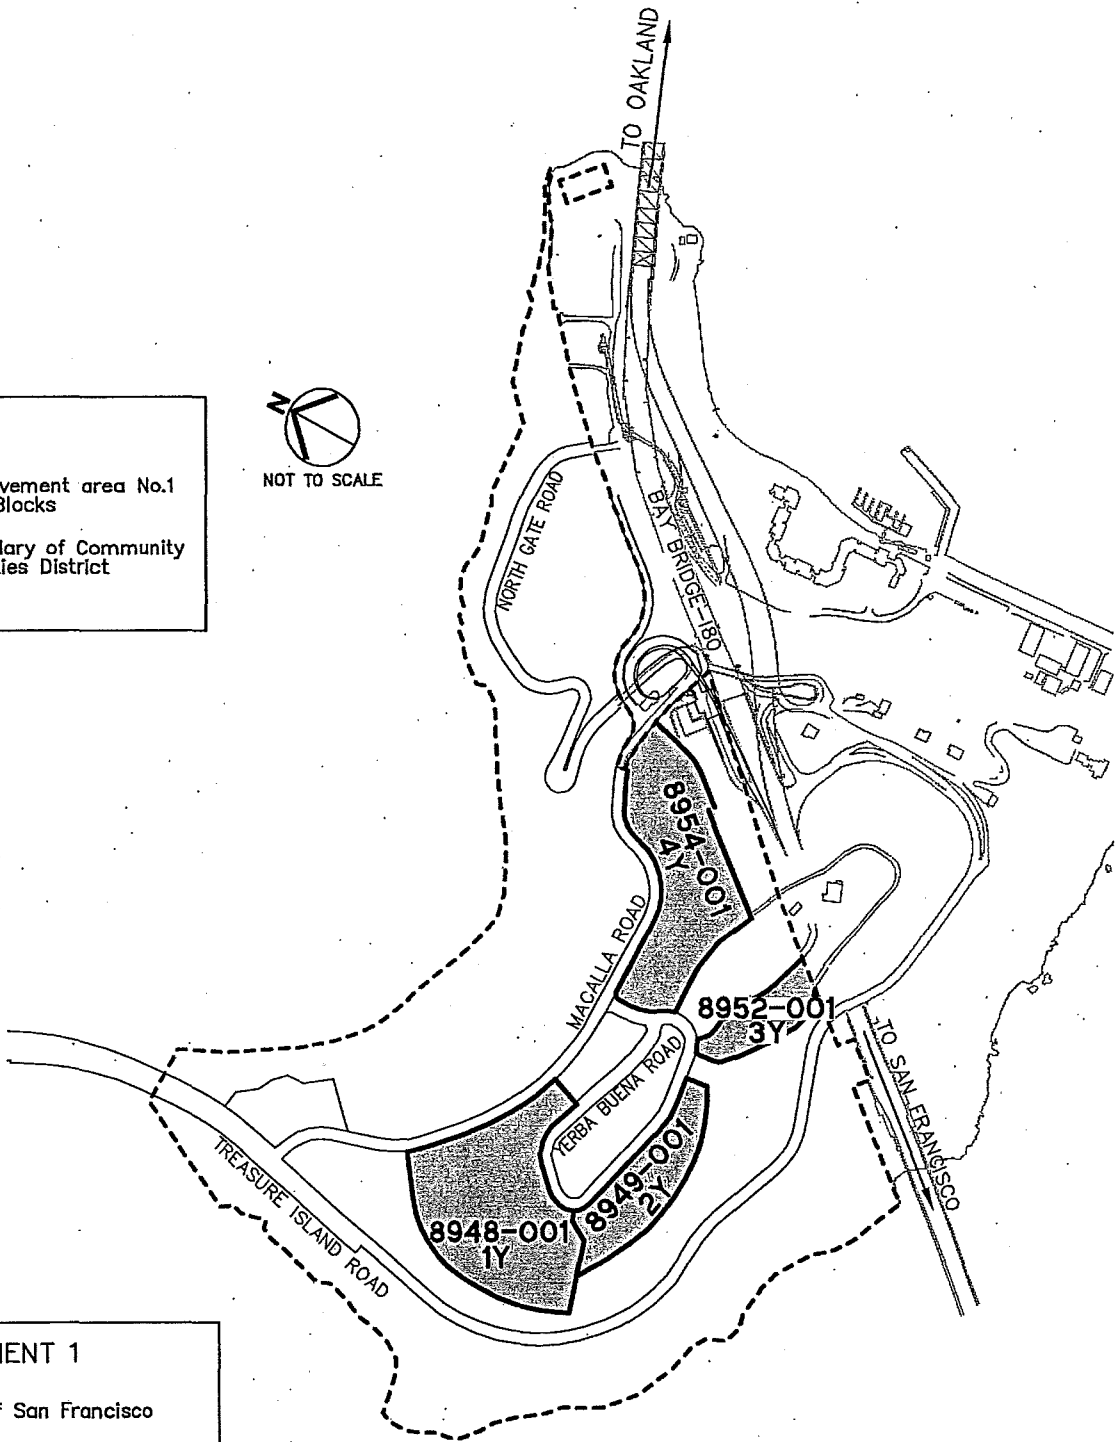 TO OAKLAND
N
NOT TO SCALE
vement area No.1
Blocks
dary of Community
ies District
NORTH GATE ROAD
BAY BRIDGE-I80
8954-001
4Y
MACALLA ROAD
8952-001
3Y
YERBA BUENA ROAD
TO SAN FRANCISCO
8949-001
2Y
TREASURE ISLAND ROAD
8948-001
1Y
ENT 1
San Francisco